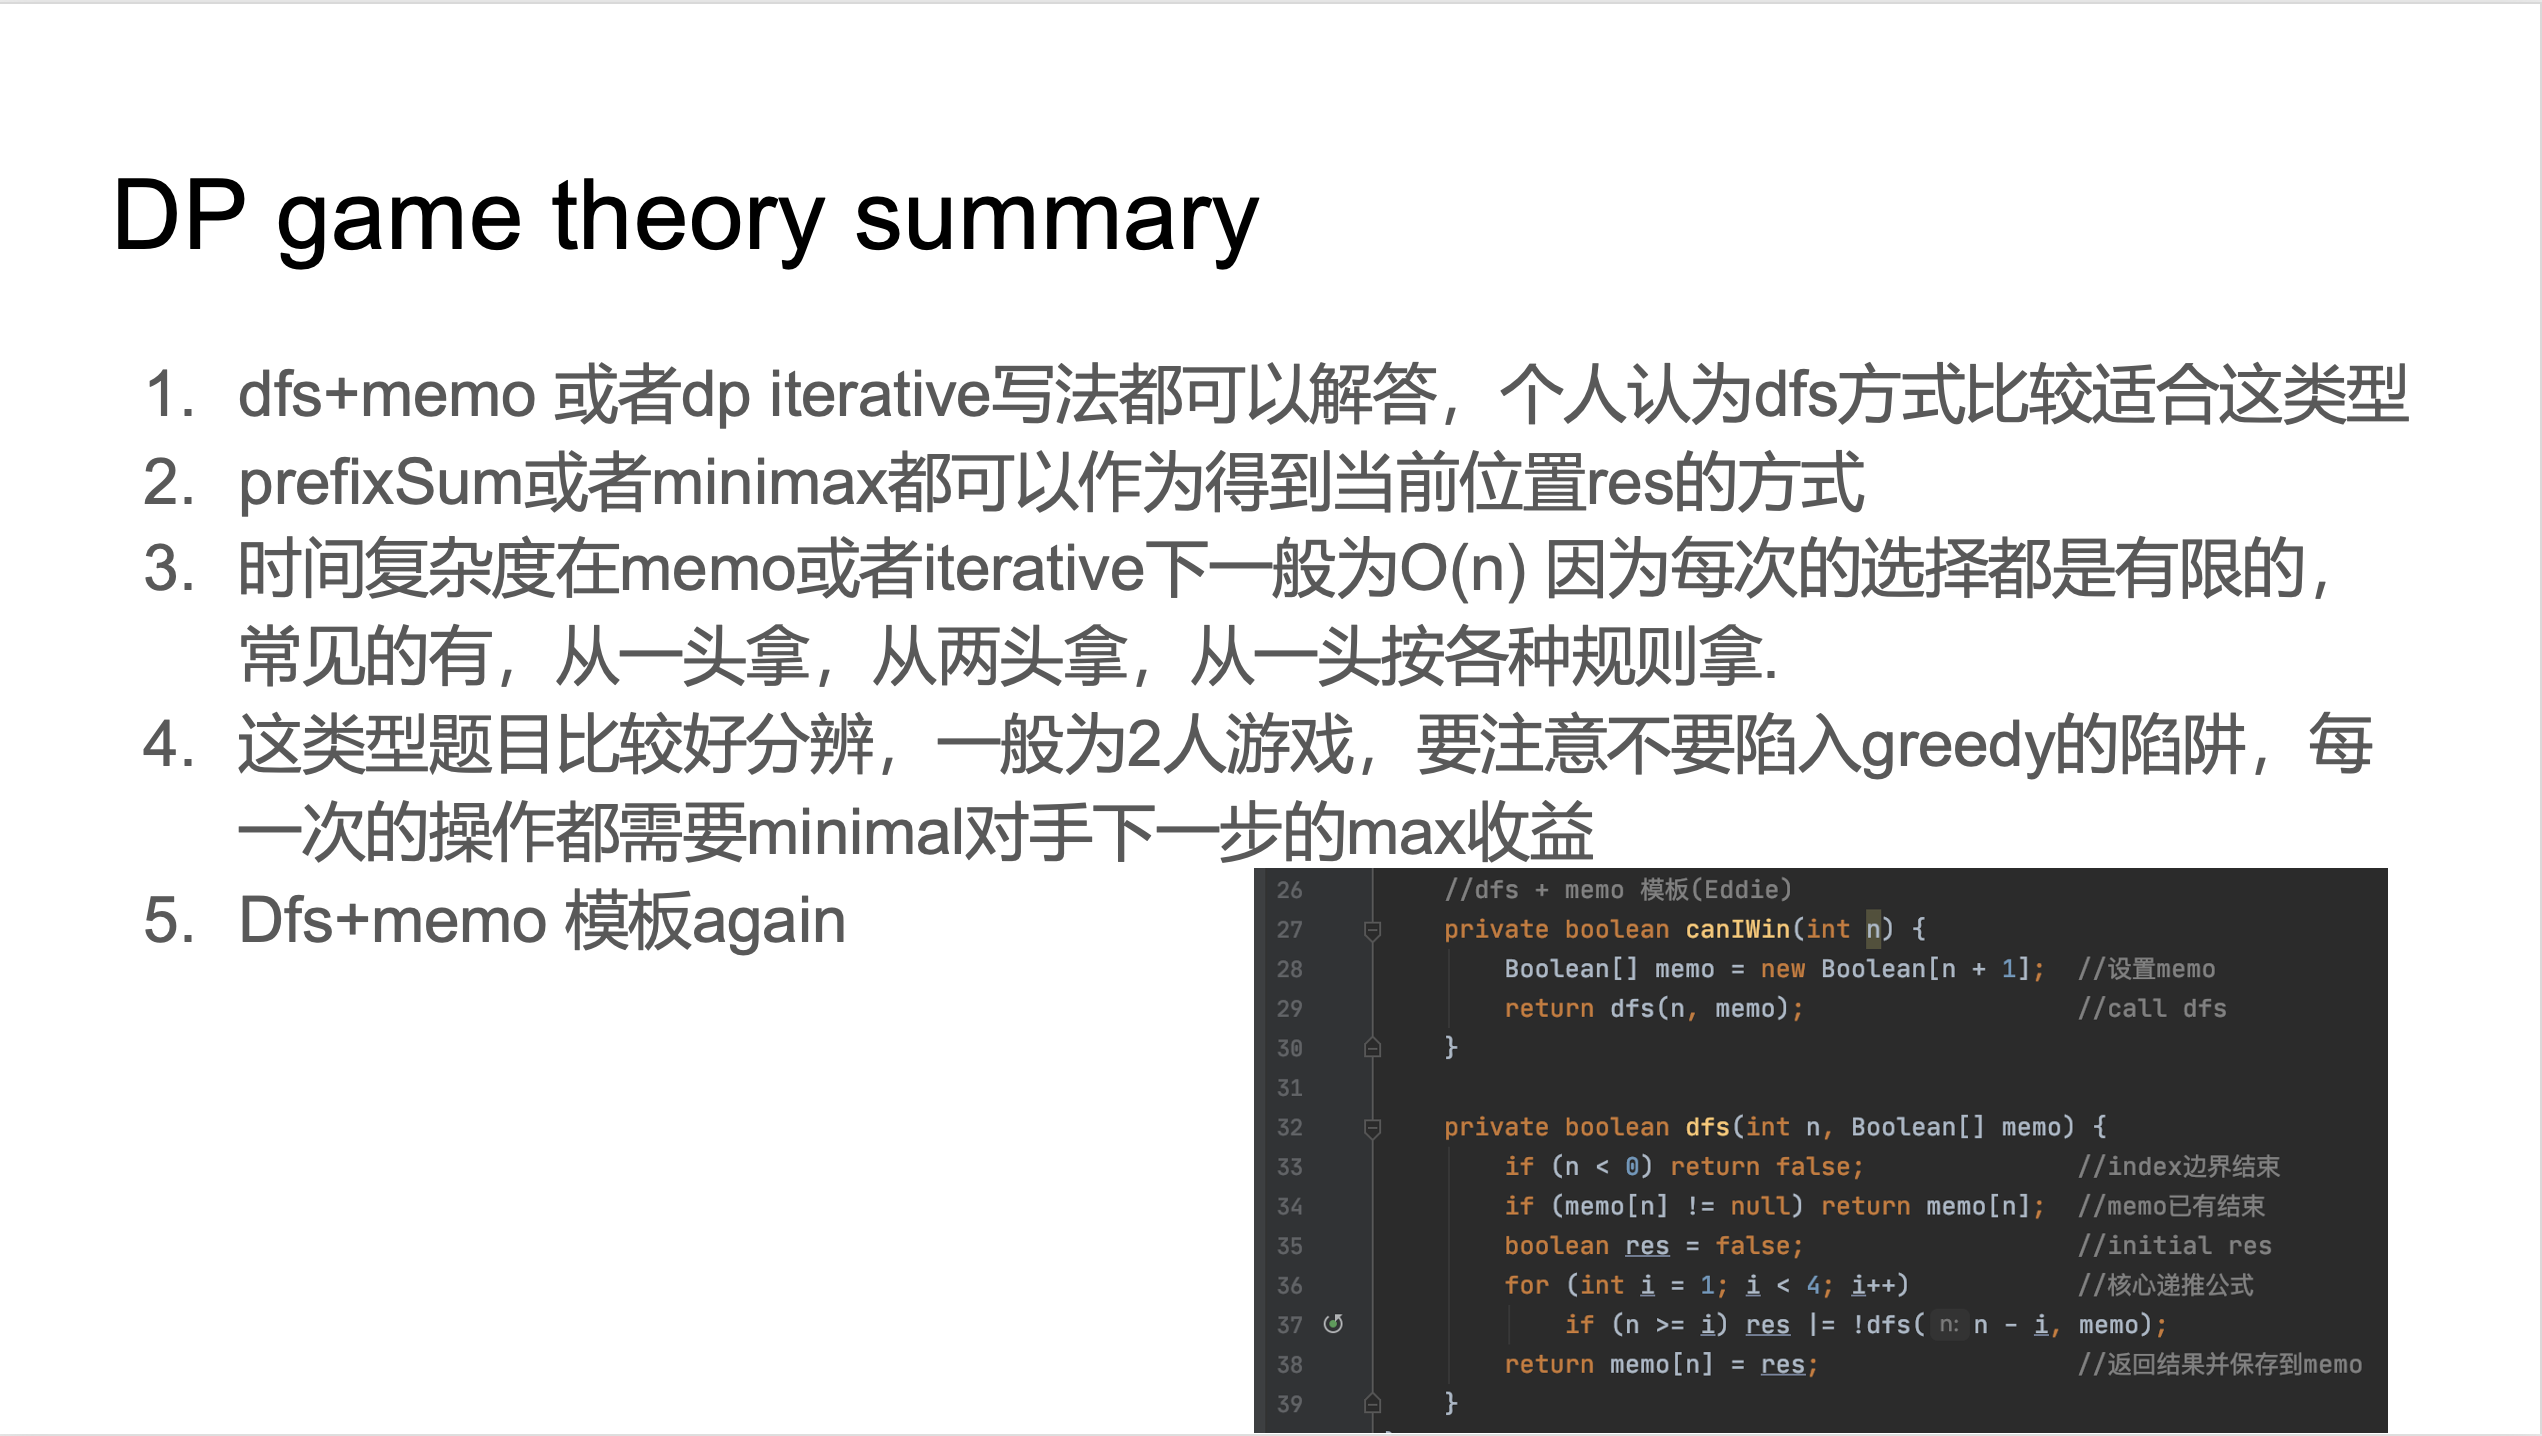 DP game theory summary
1. dfs+memo 或者dp iterative写法都可以解答，个人认为dfs方式比较适合这类型
2. prefixSum或者minimax都可以作为得到当前位置res的方式
3. 时间复杂度在memo或者iterative下一般为O(n) 因为每次的选择都是有限的，
常见的有，从一头拿，从两头拿，从一头按各种规则拿.
4. 这类型题目比较好分辨，一般为2人游戏，要注意不要陷入greedy的陷阱，每
一次的操作都需要minimal对手下一步的max收益
5. Dfs+memo 模板again
26 //dfs + memo 模板(Eddie)
27 private boolean canIWin(int n) {
28 Boolean[] memo = new Boolean[n + 1]; //设置memo
29 return dfs(n, memo); //call dfs
30 }
31
32 private boolean dfs(int n, Boolean[] memo) {
33 if (n < 0) return false; //index边界结束
34 if (memo[n] != null) return memo[n]; //memo已有结束
35 boolean res = false; //initial res
36 for (int i = 1; i < 4; i++) //核心递推公式
37 if (n >= i) res |= !dfs( n: n - i, memo);
38 return memo[n] = res; //返回结果并保存到memo
39 }